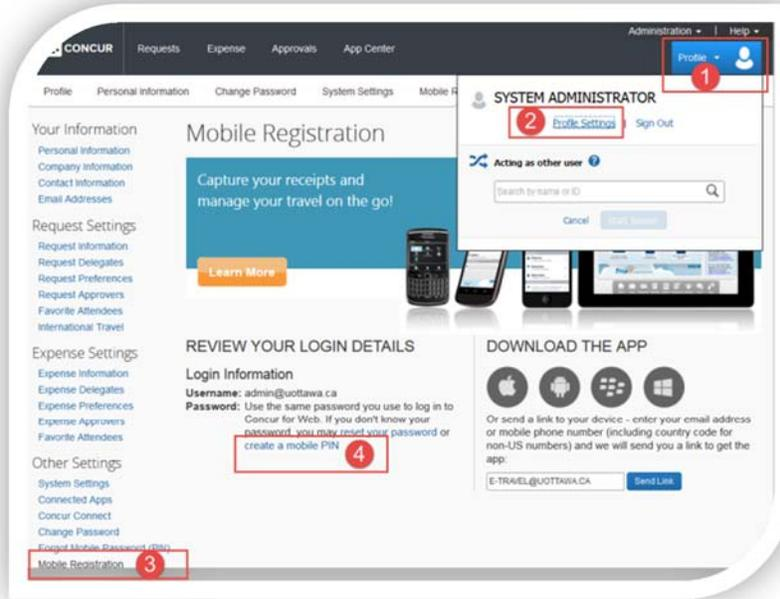 Administration | Help
CONCUR Requests Expense Approvals App Center
Profile
1
Profile Personal Information Change Password System Settings Mobile R
SYSTEM ADMINISTRATOR
2 Profile Settings | Sign Out
Acting as other user ?
Search by name or ID
Cancel
Your Information
Personal Information
Company Information
Contact Information
Email Addresses
Request Settings
Request Information
Request Delegates
Request Preferences
Request Approvers
Favorite Attendees
International Travel
Expense Settings
Expense Information
Expense Delegates
Expense Preferences
Expense Approvers
Favorite Attendees
Other Settings
System Settings
Connected Apps
Concur Connect
Change Password
Forgot Mobile Password (PIN)
Mobile Registration 3
Mobile Registration
Capture your receipts and
manage your travel on the go!
Learn More
REVIEW YOUR LOGIN DETAILS
Login Information
Username: admin@uottawa.ca
Password: Use the same password you use to log in to
Concur for Web. If you don't know your
password, you may reset your password or
create a mobile PIN 4
DOWNLOAD THE APP
Or send a link to your device - enter your email address
or mobile phone number (including country code for
non-US numbers) and we will send you a link to get the
app:
E-TRAVEL@UOTTAWA.CA Send Link